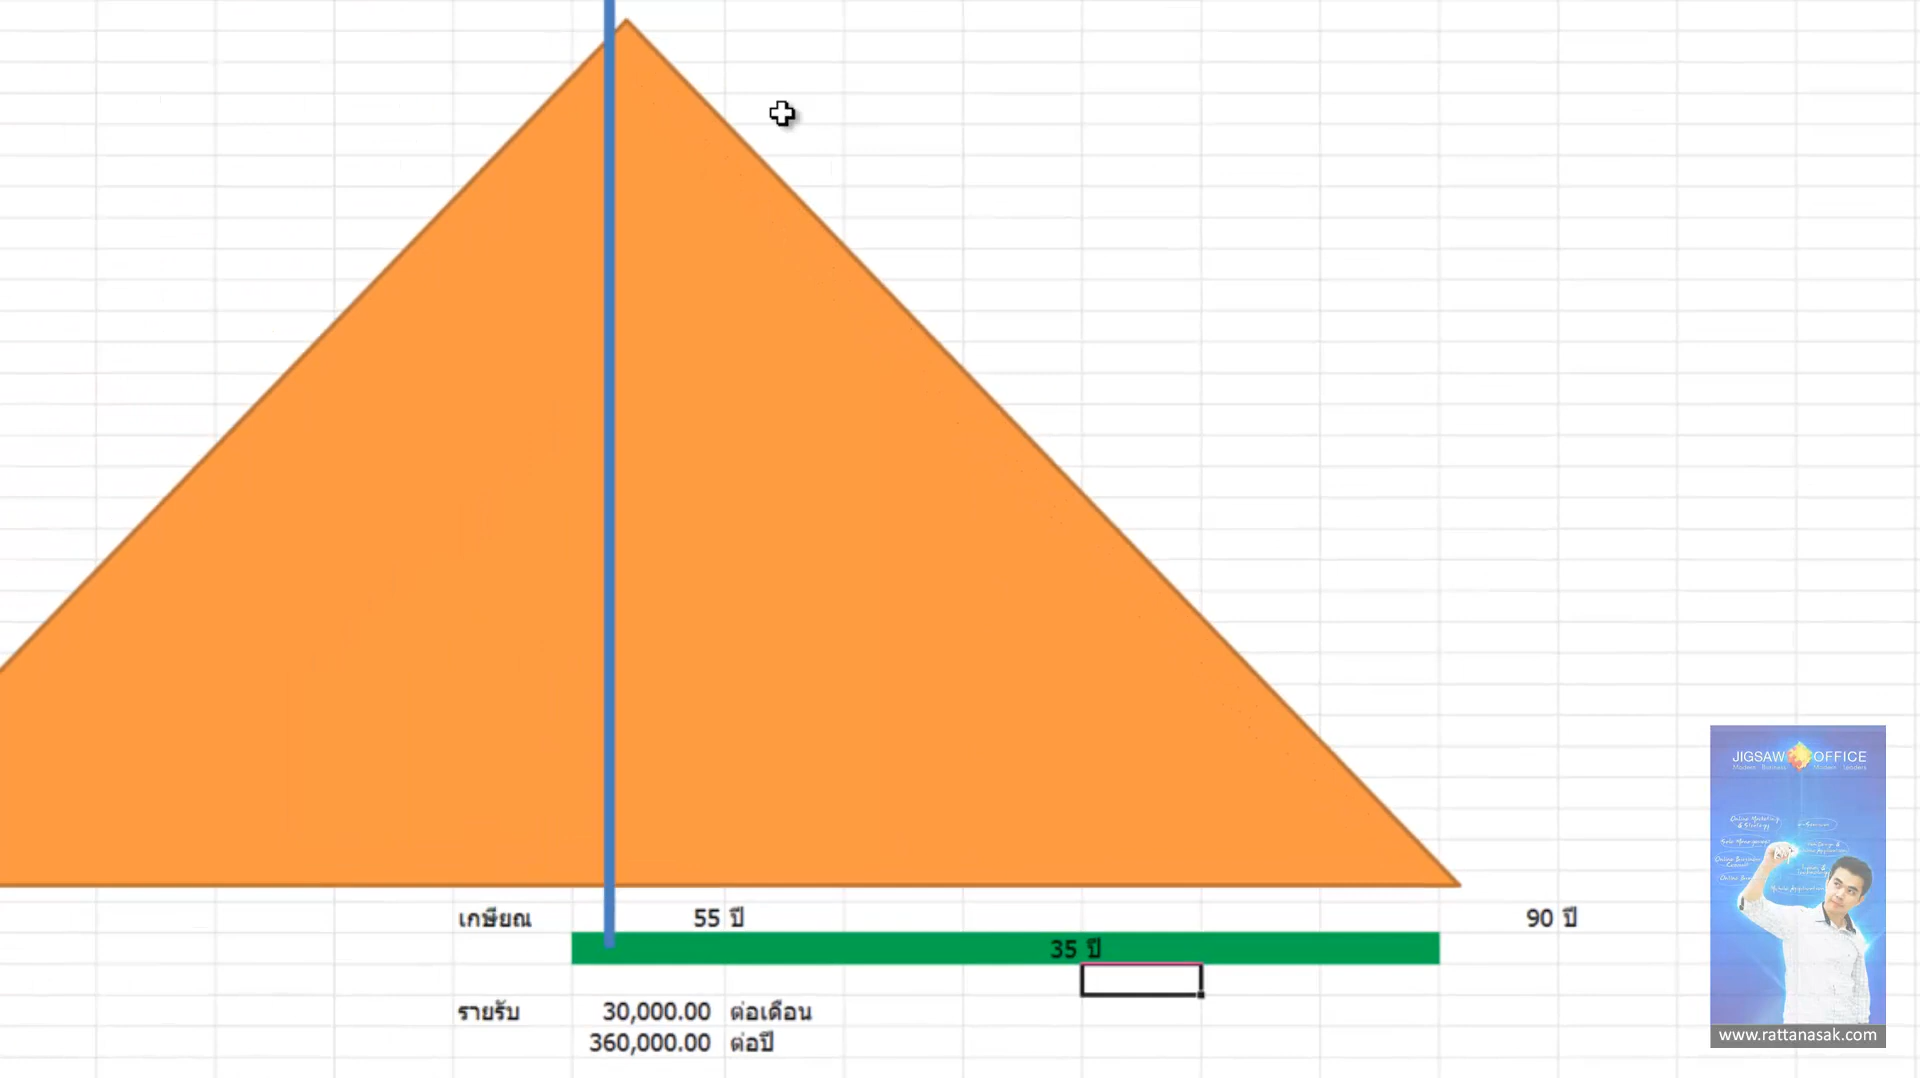 เกษียณ 55 ปี 90 ปี
35 ปี
รายรับ 30,000.00 ต่อเดือน
360,000.00 ต่อปี
JIGSAW OFFICE
www.rattanasak.com